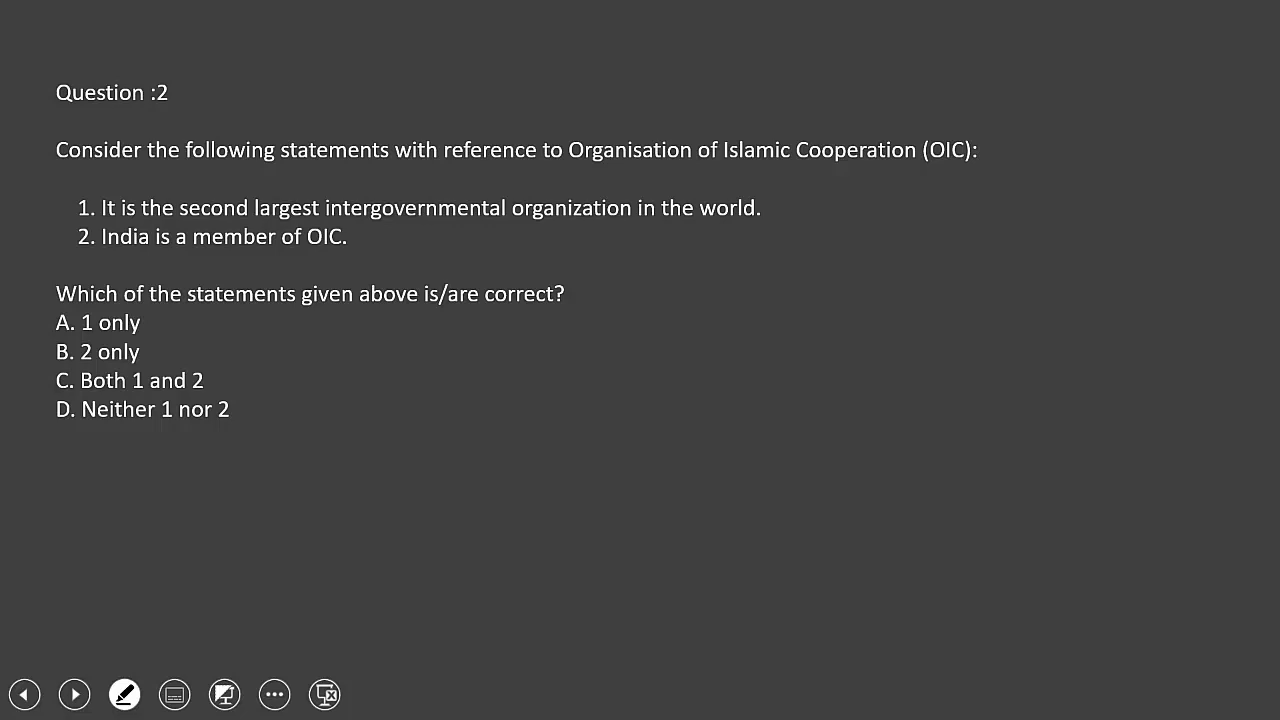 Question :2
Consider the following statements with reference to Organisation of Islamic Cooperation (OIC):
1. It is the second largest intergovernmental organization in the world.
2. India is a member of OIC.
Which of the statements given above is/are correct?
A. 1 only
B. 2 only
C. Both 1 and 2
D. Neither 1 nor 2